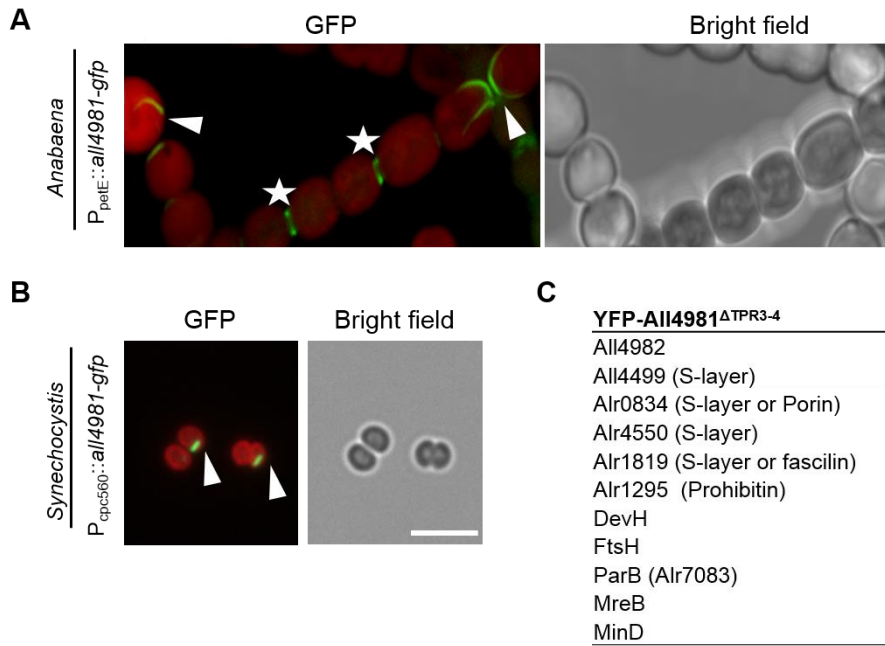 A
GFP
Bright field
Anabaena
PpetE::all4981-gfp
B
GFP
Bright field
Synechocystis
Pcpc560::all4981-gfp
C
YFP-All4981ΔTPR3-4
All4982
All4499 (S-layer)
Alr0834 (S-layer or Porin)
Alr4550 (S-layer)
Alr1819 (S-layer or fascilin)
Alr1295 (Prohibitin)
DevH
FtsH
ParB (Alr7083)
MreB
MinD